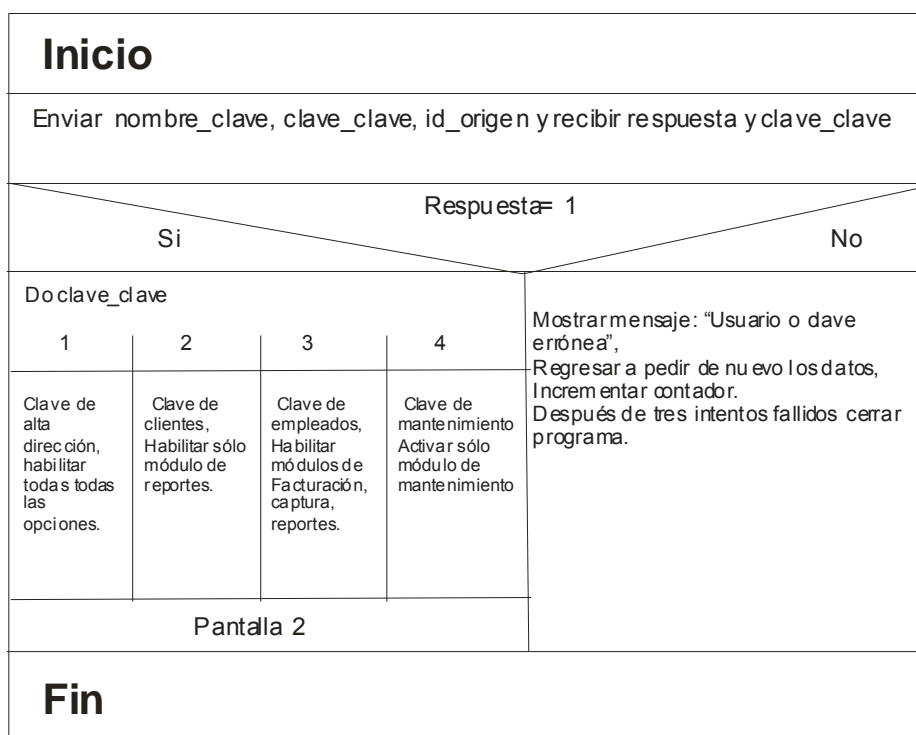 Inicio
Enviar nombre_clave, clave_clave, id_origen y recibir respuesta y clave_clave
Respuesta= 1
Si
No
Do clave_clave
1
2
3
4
Clave de
alta
dirección,
habilitar
todas todas
las
opciones.
Clave de
clientes,
Habilitar sólo
módulo de
reportes.
Clave de
empleados,
Habilitar
módulos de
Facturación,
captura,
reportes.
Clave de
mantenimiento
Activar sólo
módulo de
mantenimiento
Mostrar mensaje: “Usuario o clave
errónea”,
Regresar a pedir de nuevo los datos,
Incrementar contador.
Después de tres intentos fallidos cerrar
programa.
Pantalla 2
Fin